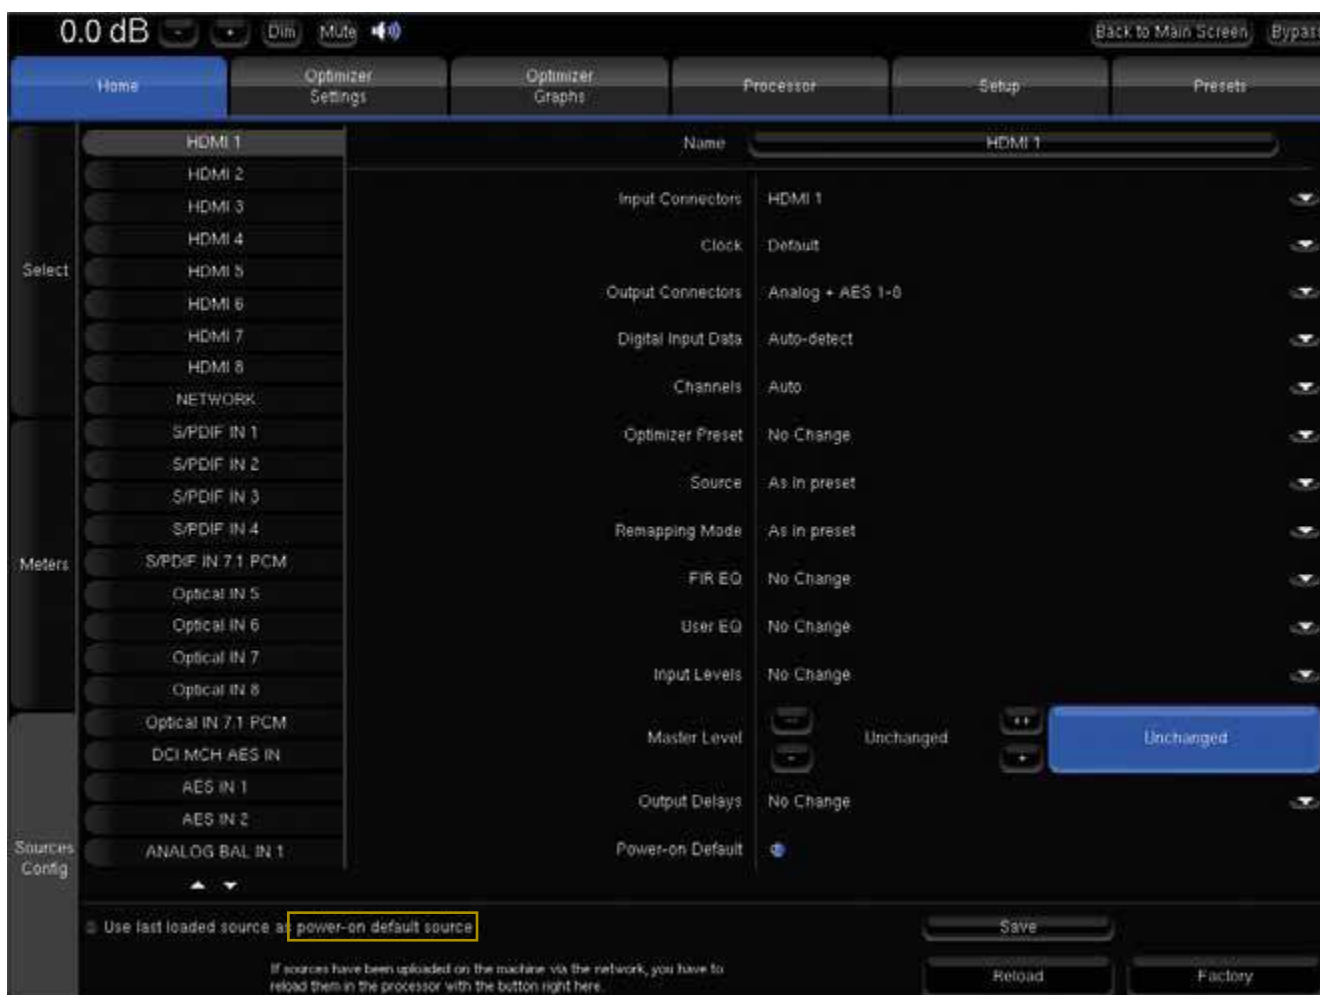 0.0 dB - + Dim Mute Back to Main Screen Bypass
Home
Optimizer
Settings
Optimizer
Graphs
Processor
Setup
Presets
Select
Meters
Sources
Config
HDMI 1
HDMI 2
HDMI 3
HDMI 4
HDMI 5
HDMI 6
HDMI 7
HDMI 8
NETWORK
S/PDIF IN 1
S/PDIF IN 2
S/PDIF IN 3
S/PDIF IN 4
S/PDIF IN 7.1 PCM
Optical IN 5
Optical IN 6
Optical IN 7
Optical IN 8
Optical IN 7.1 PCM
DCI MCH AES IN
AES IN 1
AES IN 2
ANALOG BAL IN 1
Name HDMI 1
Input Connectors HDMI 1
Clock Default
Output Connectors Analog + AES 1-8
Digital Input Data Auto-detect
Channels Auto
Optimizer Preset No Change
Source As in preset
Remapping Mode As in preset
FIR EQ No Change
User EQ No Change
Input Levels No Change
Master Level -- - Unchanged ++ + Unchanged
Output Delays No Change
Power-on Default
Use last loaded source as power-on default source
Save
If sources have been uploaded on the machine via the network, you have to
reload them in the processor with the button right here.
Reload
Factory